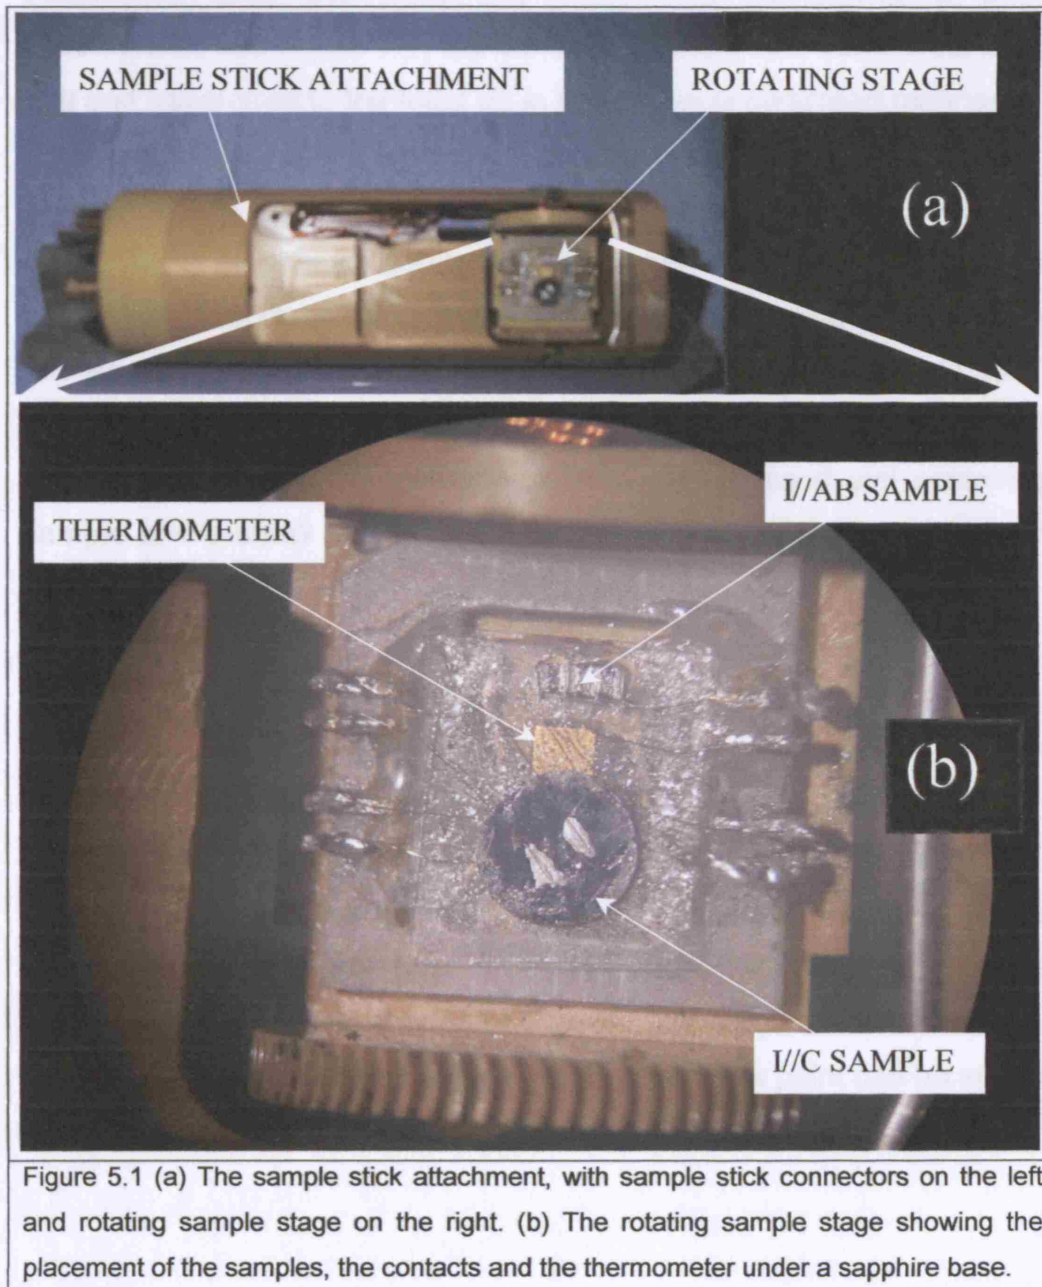 SAMPLE STICK ATTACHMENT
ROTATING STAGE
(a)
I//AB SAMPLE
THERMOMETER
(b)
I//C SAMPLE
Figure 5.1 (a) The sample stick attachment, with sample stick connectors on the left
and rotating sample stage on the right. (b) The rotating sample stage showing the
placement of the samples, the contacts and the thermometer under a sapphire base.